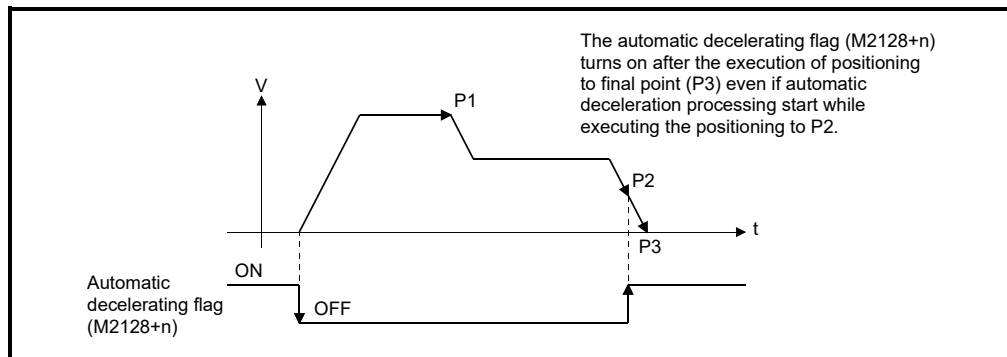 The automatic decelerating flag (M2128+n)
turns on after the execution of positioning
to final point (P3) even if automatic
deceleration processing start while
executing the positioning to P2.
V
P1
P2
t
P3
ON
Automatic
decelerating flag
(M2128+n)
OFF